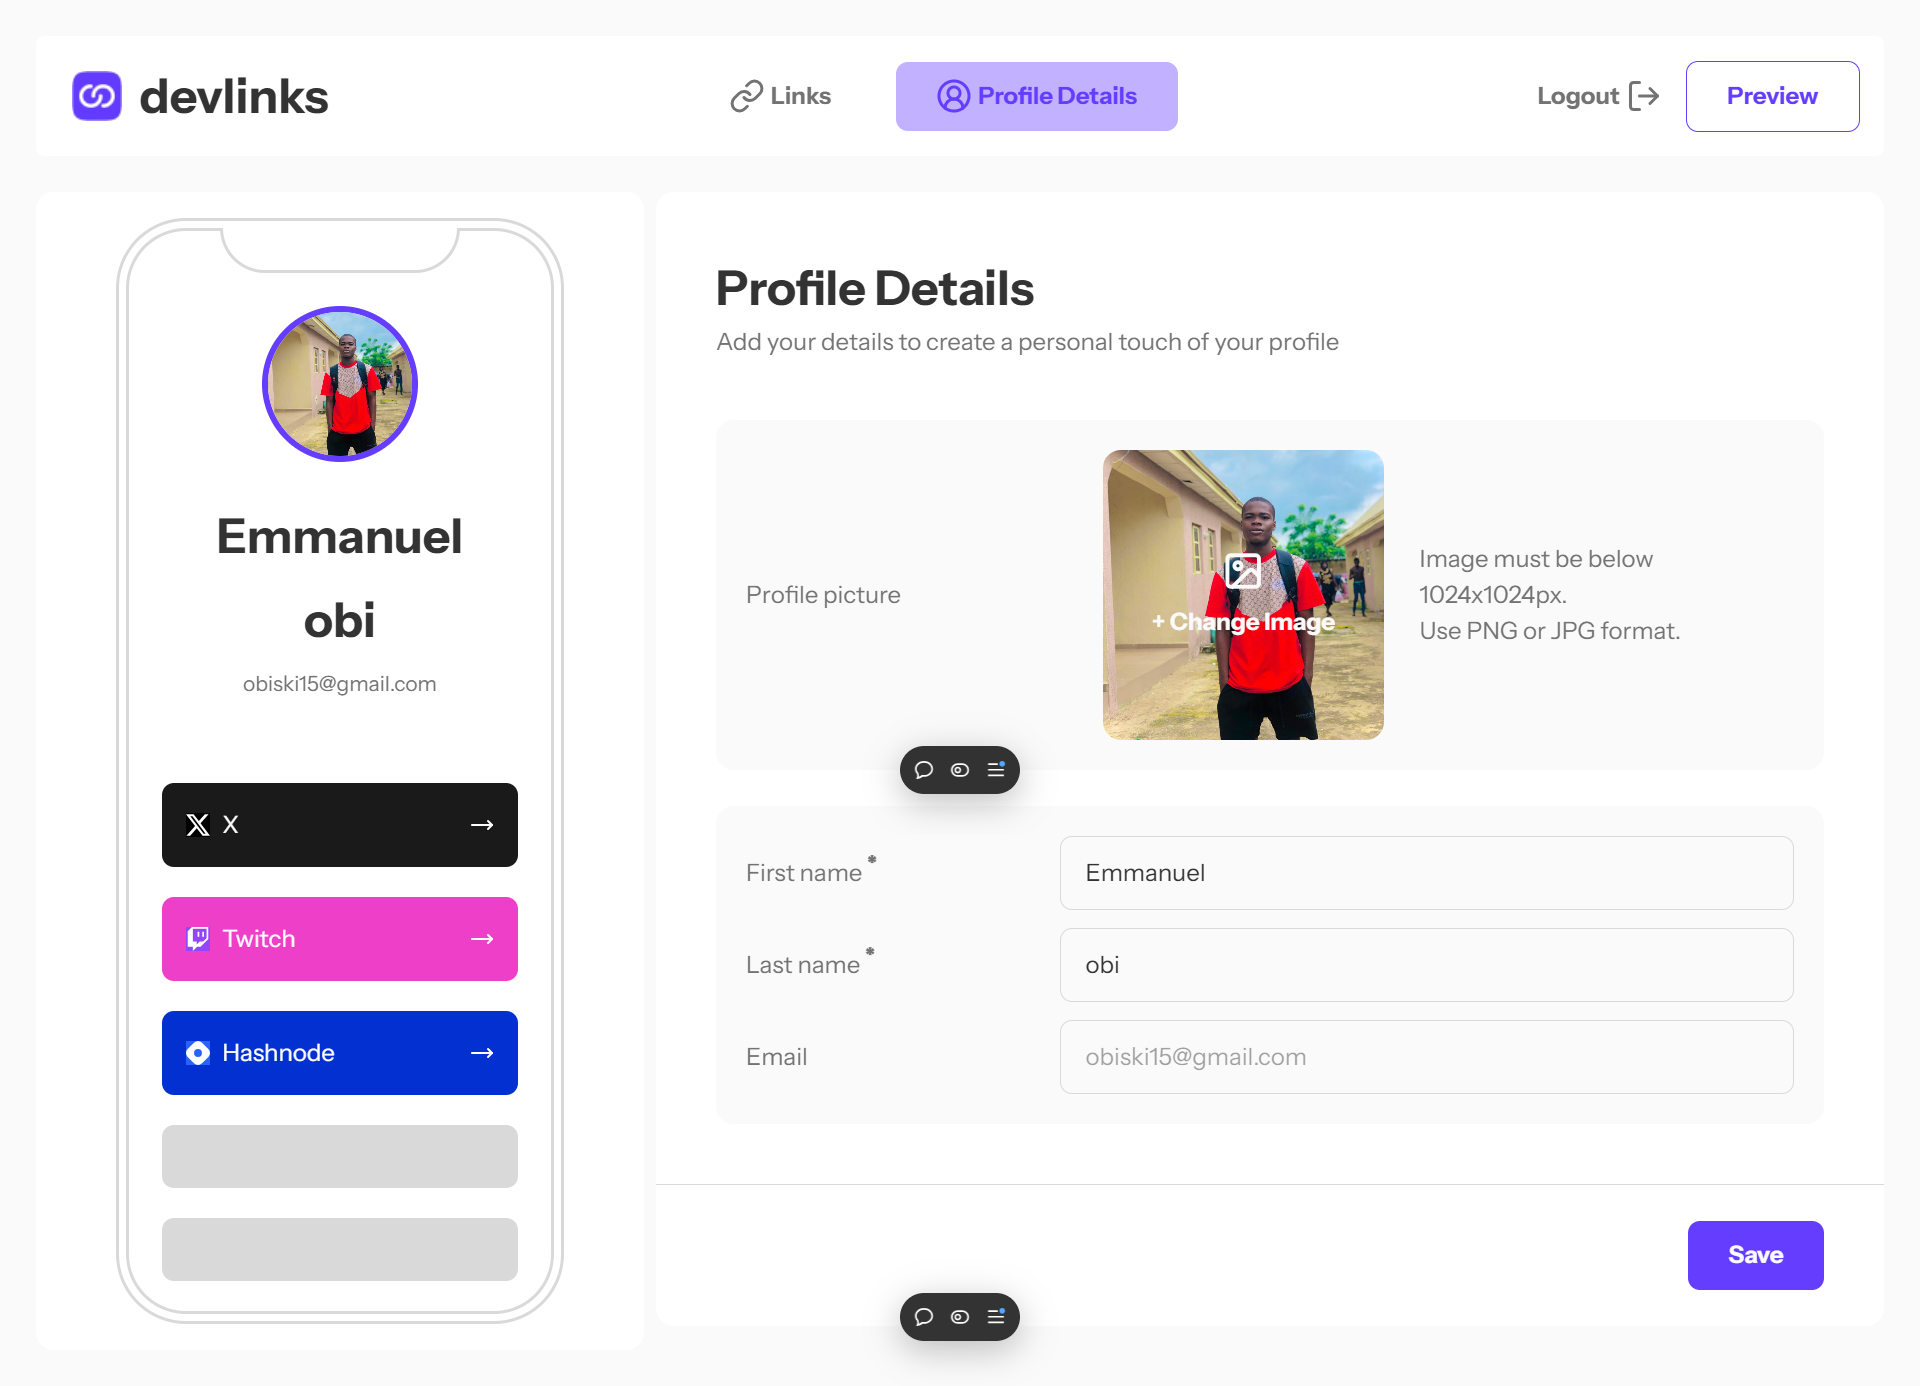 devlinks
Links
Profile Details
Logout
Preview
Emmanuel
obi
obiski15@gmail.com
X
Twitch
Hashnode
Profile Details
Add your details to create a personal touch of your profile
Profile picture
+ Change Image
Image must be below
1024x1024px.
Use PNG or JPG format.
First name *
Emmanuel
Last name *
obi
Email
obiski15@gmail.com
Save